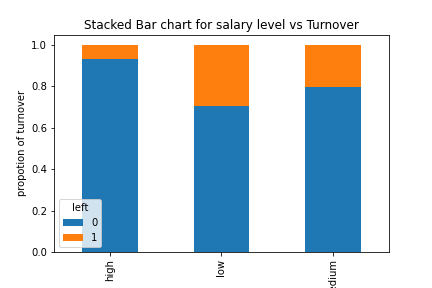 Stacked Bar chart for salary level vs Turnover
propotion of turnover
1.0
0.8
0.6
0.4
0.2
0.0
left
0
1
high
low
edium